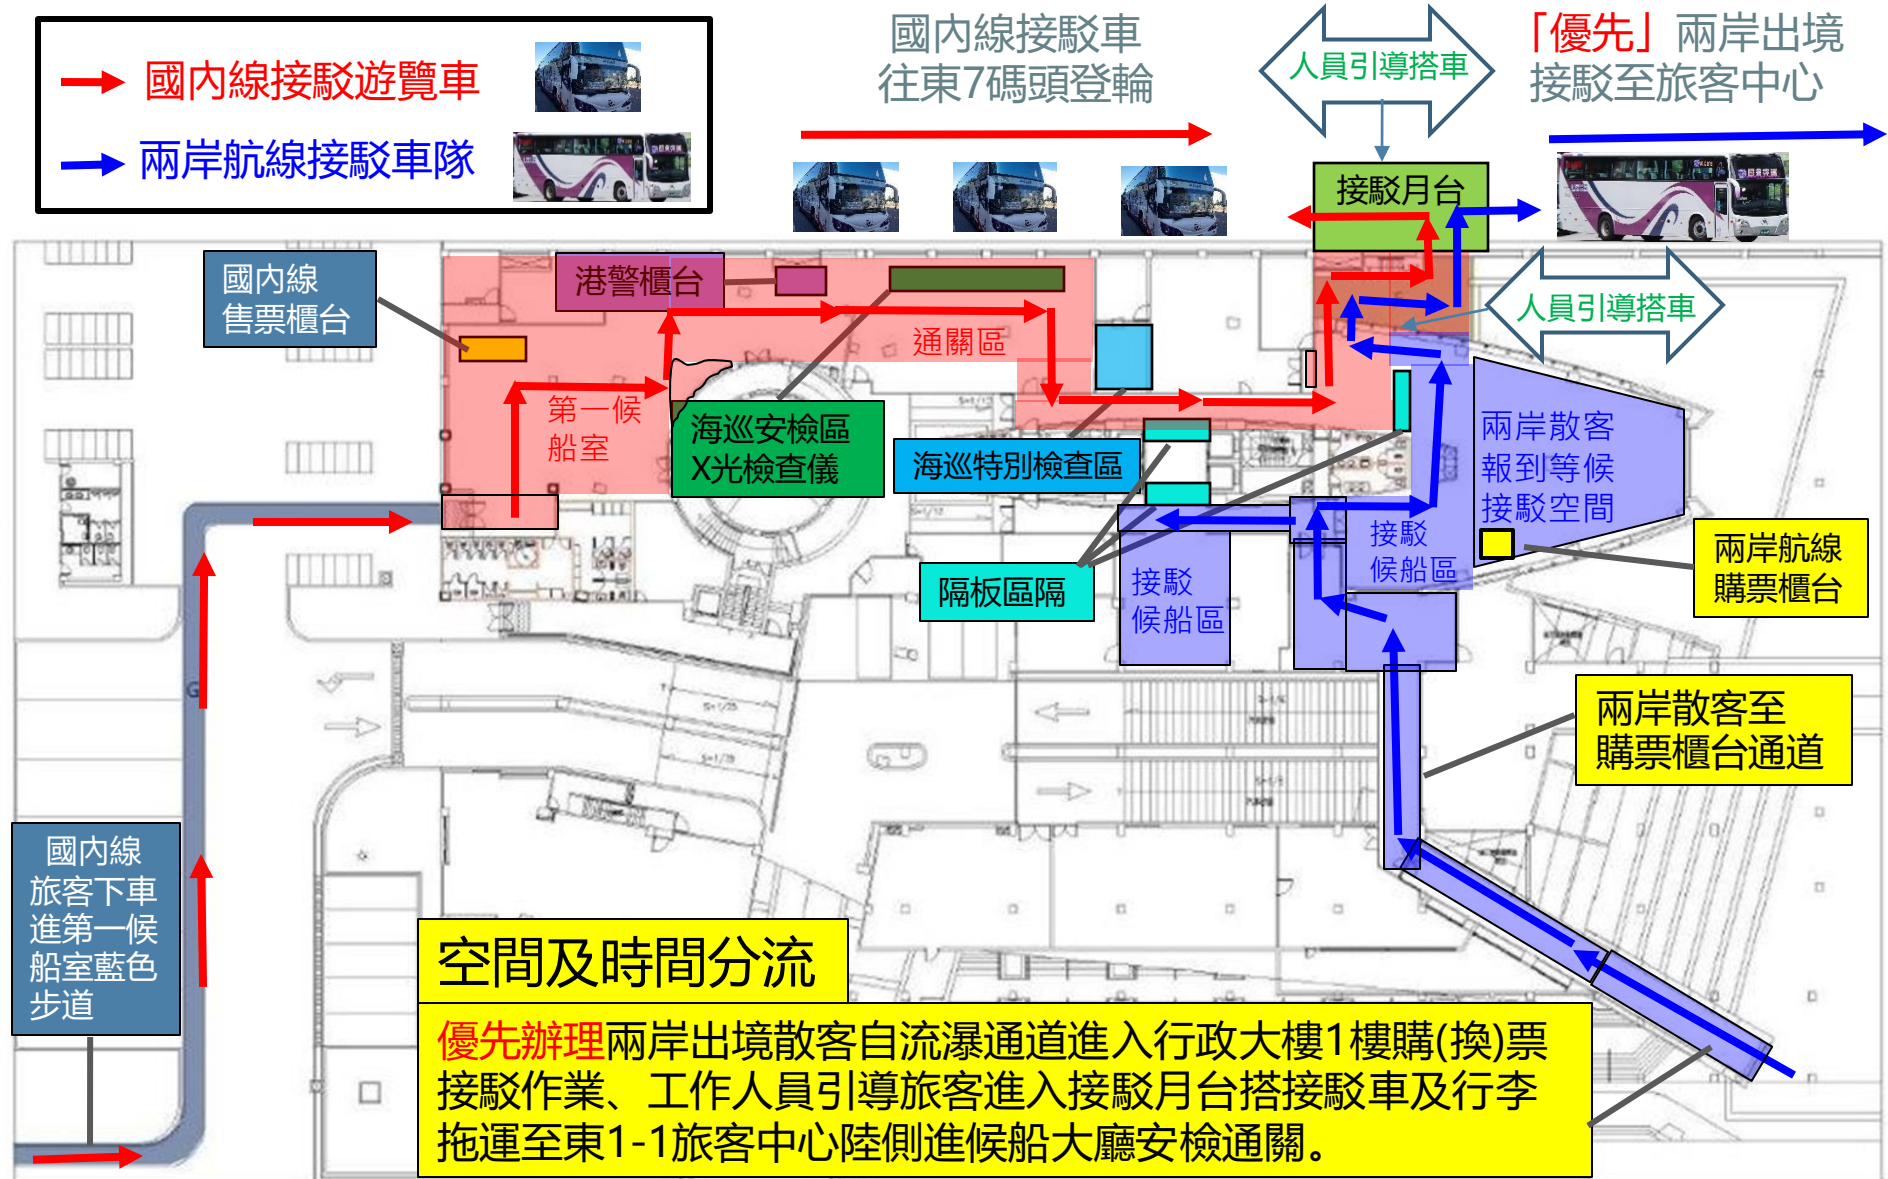 國內線接駁遊覽車
兩岸航線接駁車隊
國內線接駁車
往東7碼頭登輪
人員引導搭車
「優先」兩岸出境
接駁至旅客中心
接駁月台
人員引導搭車
國內線
售票櫃台
港警櫃台
通關區
第一候
船室
海巡安檢區
X光檢查儀
海巡特別檢查區
隔板區隔
接駁
候船區
接駁
候船區
兩岸散客
報到等候
接駁空間
兩岸航線
購票櫃台
兩岸散客至
購票櫃台通道
國內線
旅客下車
進第一候
船室藍色
步道
G
空間及時間分流
優先辦理兩岸出境散客自流瀑通道進入行政大樓1樓購(換)票
接駁作業、工作人員引導旅客進入接駁月台搭接駁車及行李
拖運至東1-1旅客中心陸側進候船大廳安檢通關。